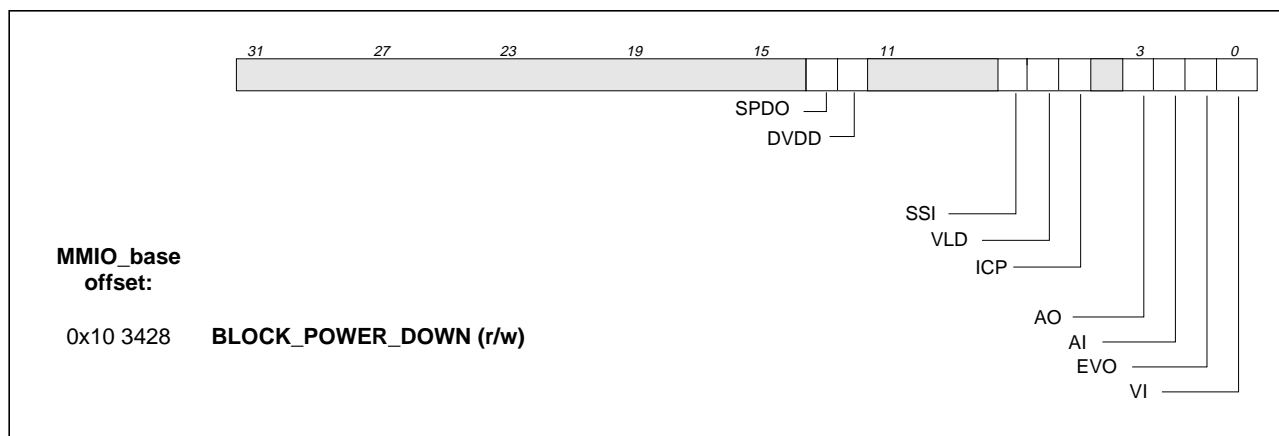 31 27 23 19 15 11 3 0
SPDO
DVDD
SSI
VLD
ICP
MMIO_base
offset:
AO
0x10 3428 BLOCK_POWER_DOWN (r/w)
AI
EVO
VI